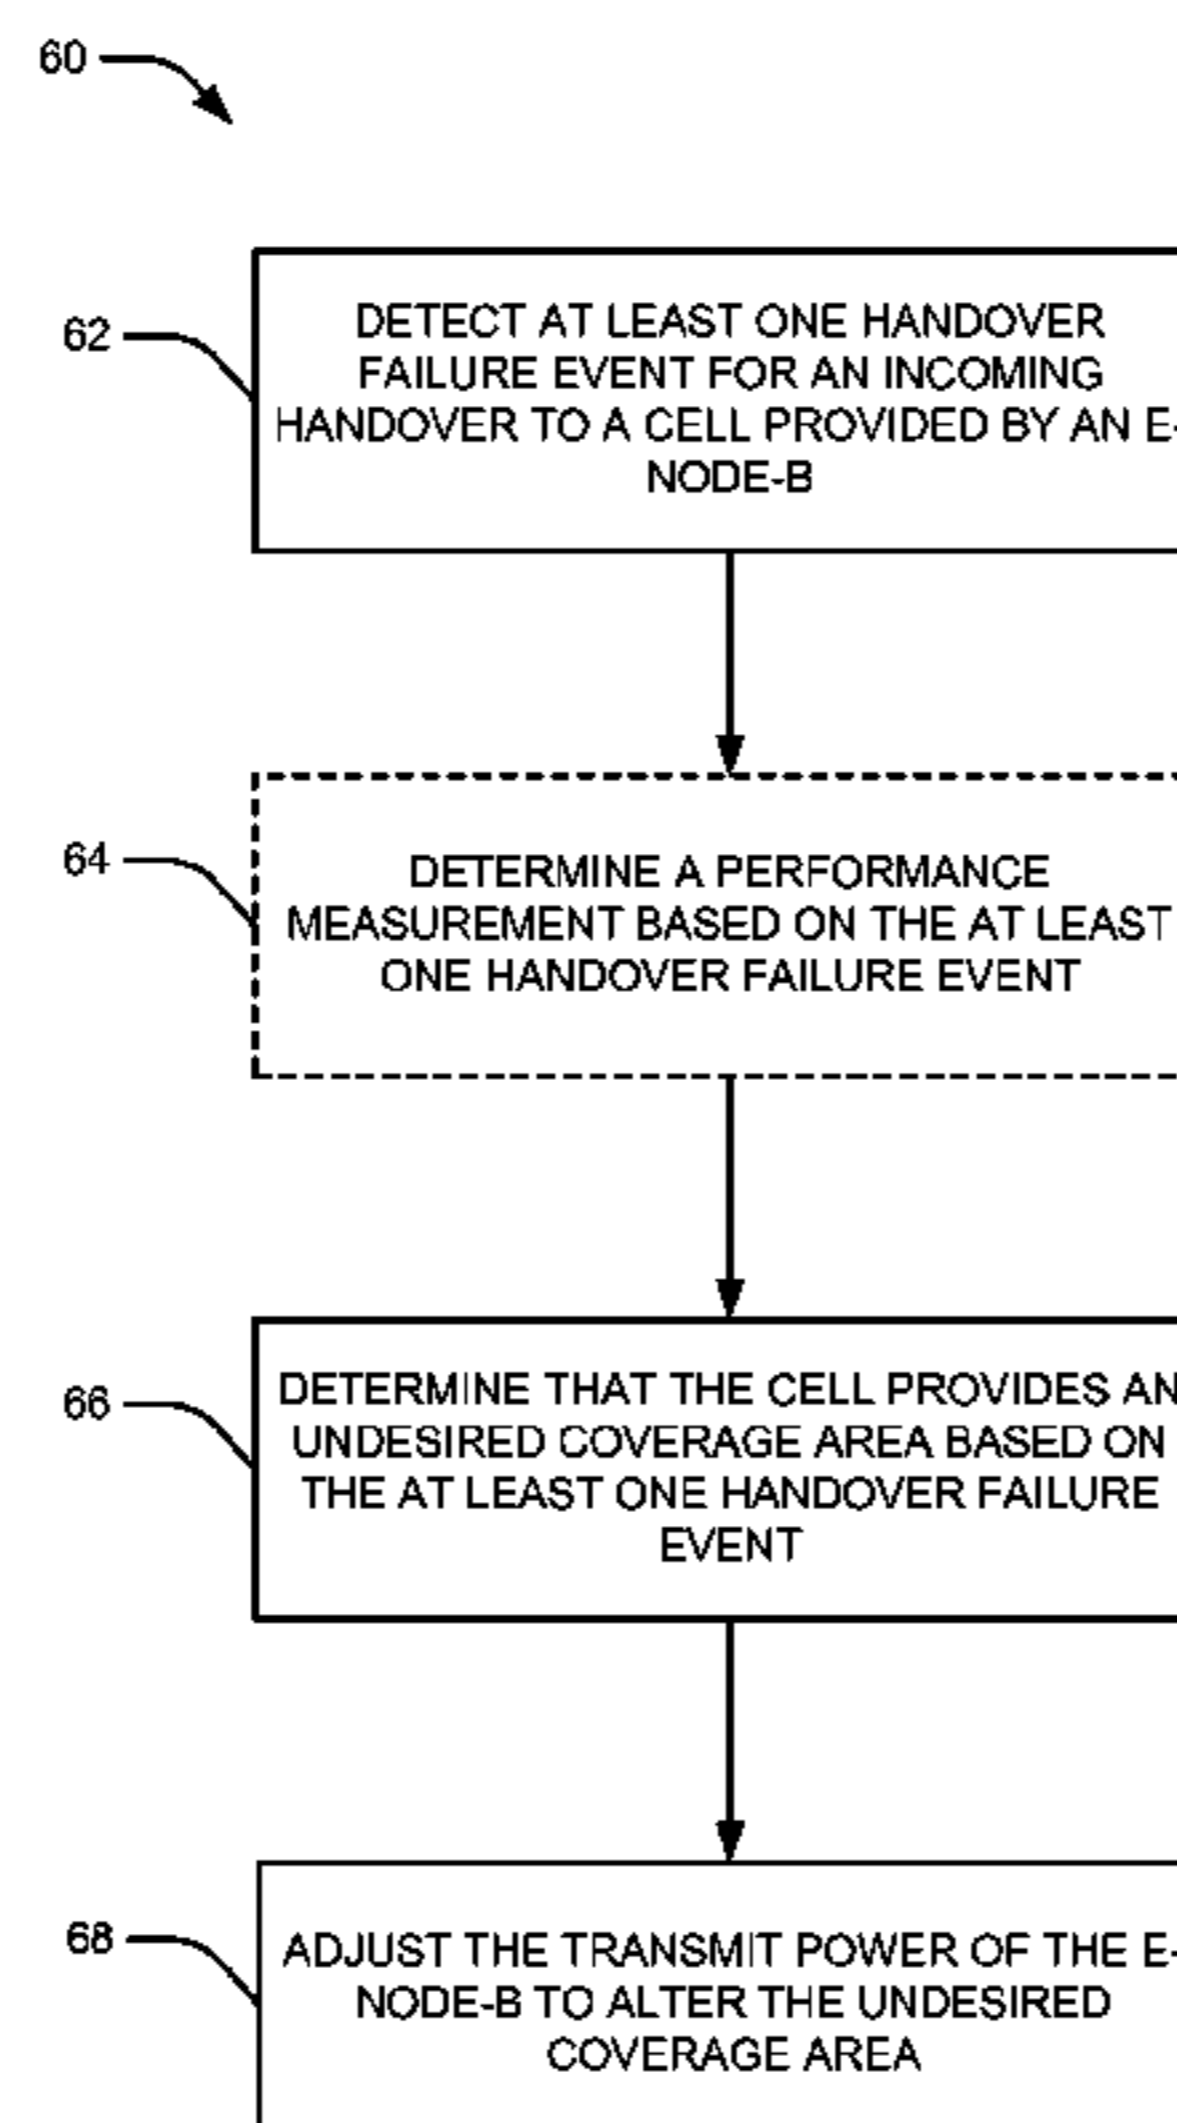 60
62
DETECT AT LEAST ONE HANDOVER
FAILURE EVENT FOR AN INCOMING
HANDOVER TO A CELL PROVIDED BY AN E-
NODE-B
64
DETERMINE A PERFORMANCE
MEASUREMENT BASED ON THE AT LEAST
ONE HANDOVER FAILURE EVENT
66
DETERMINE THAT THE CELL PROVIDES AN
UNDESIRED COVERAGE AREA BASED ON
THE AT LEAST ONE HANDOVER FAILURE
EVENT
68
ADJUST THE TRANSMIT POWER OF THE E-
NODE-B TO ALTER THE UNDESIRED
COVERAGE AREA